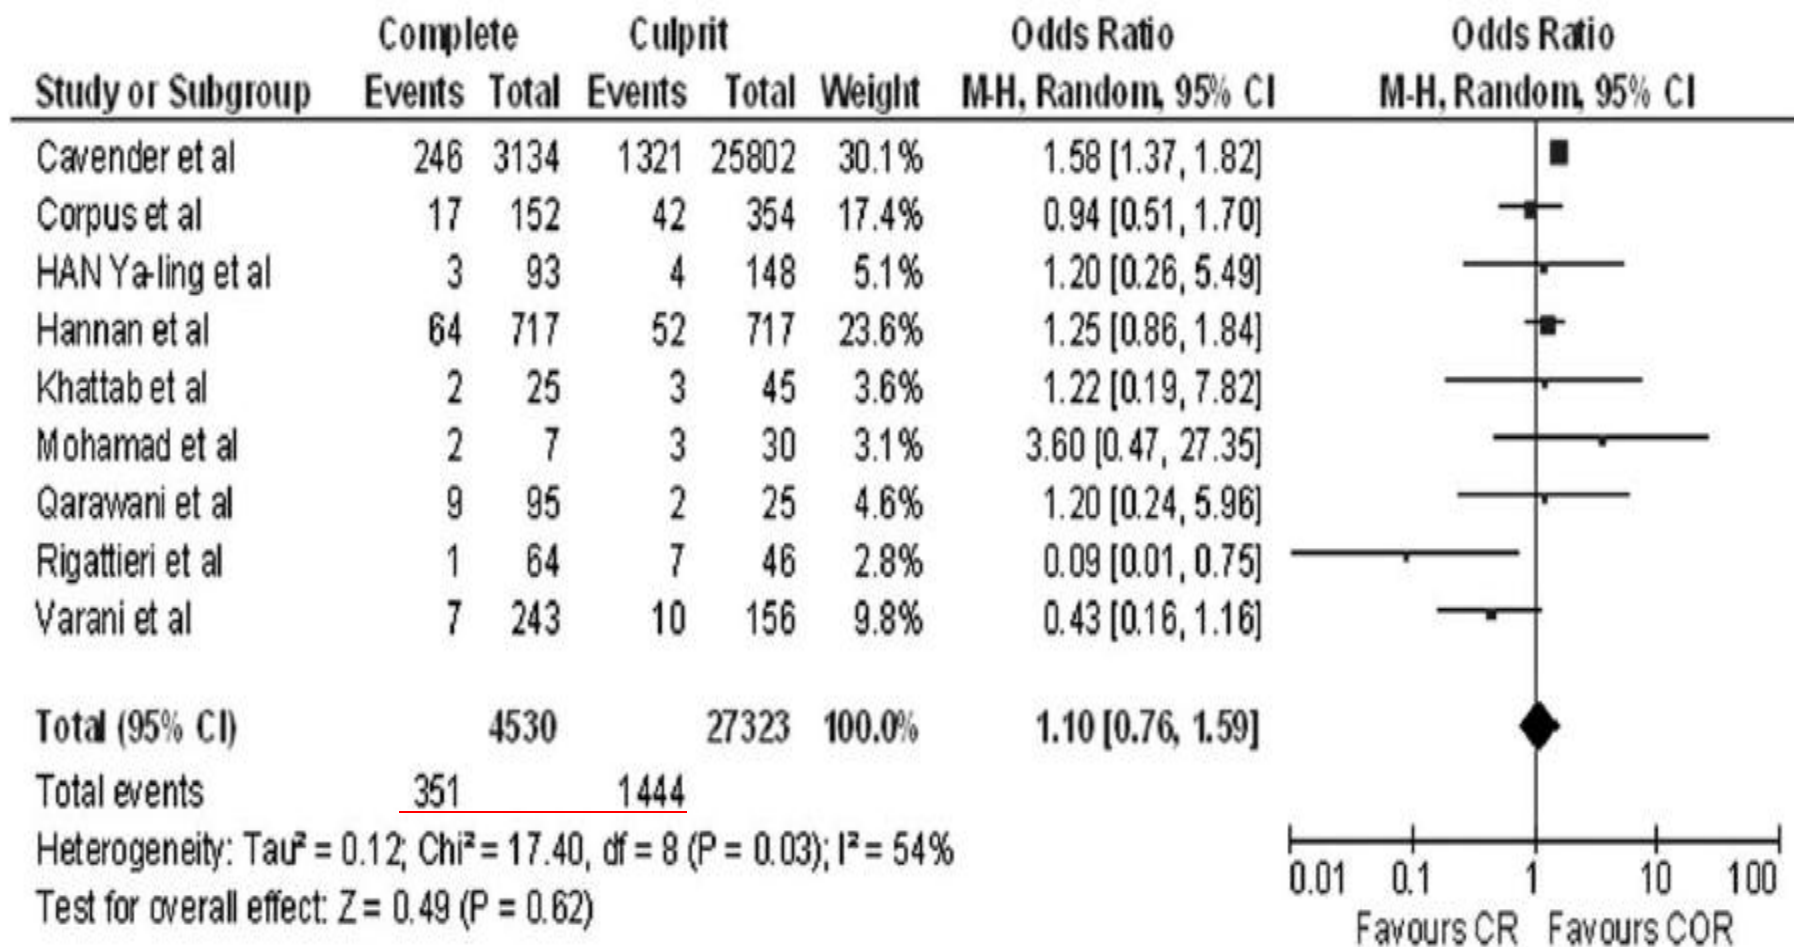 Complete Culprit Odds Ratio Odds Ratio
Study or Subgroup Events Total Events Total Weight M-H, Random, 95% CI M-H, Random, 95% CI
Cavender et al 246 3134 1321 25802 30.1% 1.58 [1.37, 1.82]
Corpus et al 17 152 42 354 17.4% 0.94 [0.51, 1.70]
HAN Ya-ling et al 3 93 4 148 5.1% 1.20 [0.26, 5.49]
Hannan et al 64 717 52 717 23.6% 1.25 [0.86, 1.84]
Khattab et al 2 25 3 45 3.6% 1.22 [0.19, 7.82]
Mohamad et al 2 7 3 30 3.1% 3.60 [0.47, 27.35]
Qarawani et al 9 95 2 25 4.6% 1.20 [0.24, 5.96]
Rigattieri et al 1 64 7 46 2.8% 0.09 [0.01, 0.75]
Varani et al 7 243 10 156 9.8% 0.43 [0.16, 1.16]
Total (95% CI) 4530 27323 100.0% 1.10 [0.76, 1.59]
Total events 351 1444
Heterogeneity: Tau² = 0.12; Chi² = 17.40, df = 8 (P = 0.03); I² = 54%
Test for overall effect: Z = 0.49 (P = 0.62)
0.01 0.1 1 10 100
Favours CR Favours COR